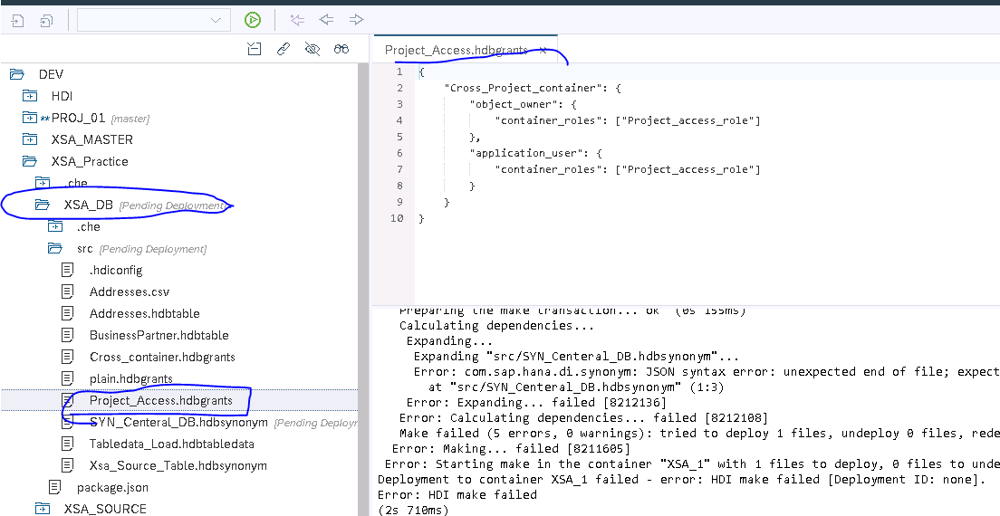 DEV
HDI
**PROJ_01 [master]
XSA_MASTER
XSA_Practice
.che
XSA_DB [Pending Deployment]
.che
src [Pending Deployment]
.hdiconfig
Addresses.csv
Addresses.hdbtable
BusinessPartner.hdbtable
Cross_container.hdbgrants
plain.hdbgrants
Project_Access.hdbgrants
SYN_Centeral_DB.hdbsynonym [Pending Deployr
Tabledata_Load.hdbtabledata
Xsa_Source_Table.hdbsynonym
package.json
XSA_SOURCE
Project_Access.hdbgrants ×
1 {
2 "Cross_Project_container": {
3 "object_owner": {
4 "container_roles": ["Project_access_role"]
5 },
6 "application_user": {
7 "container_roles": ["Project_access_role"]
8 }
9 }
10 }
Preparing the make transaction... ok (0s 155ms)
Calculating dependencies...
Expanding...
Expanding "src/SYN_Centeral_DB.hdbsynonym"...
Error: com.sap.hana.di.synonym: JSON syntax error: unexpected end of file; expect
at "src/SYN_Centeral_DB.hdbsynonym" (1:3)
Error: Expanding... failed [8212136]
Error: Calculating dependencies... failed [8212108]
Make failed (5 errors, 0 warnings): tried to deploy 1 files, undeploy 0 files, rede
Error: Making... failed [8211605]
Error: Starting make in the container "XSA_1" with 1 files to deploy, 0 files to unde
Deployment to container XSA_1 failed - error: HDI make failed [Deployment ID: none].
Error: HDI make failed
(2s 710ms)